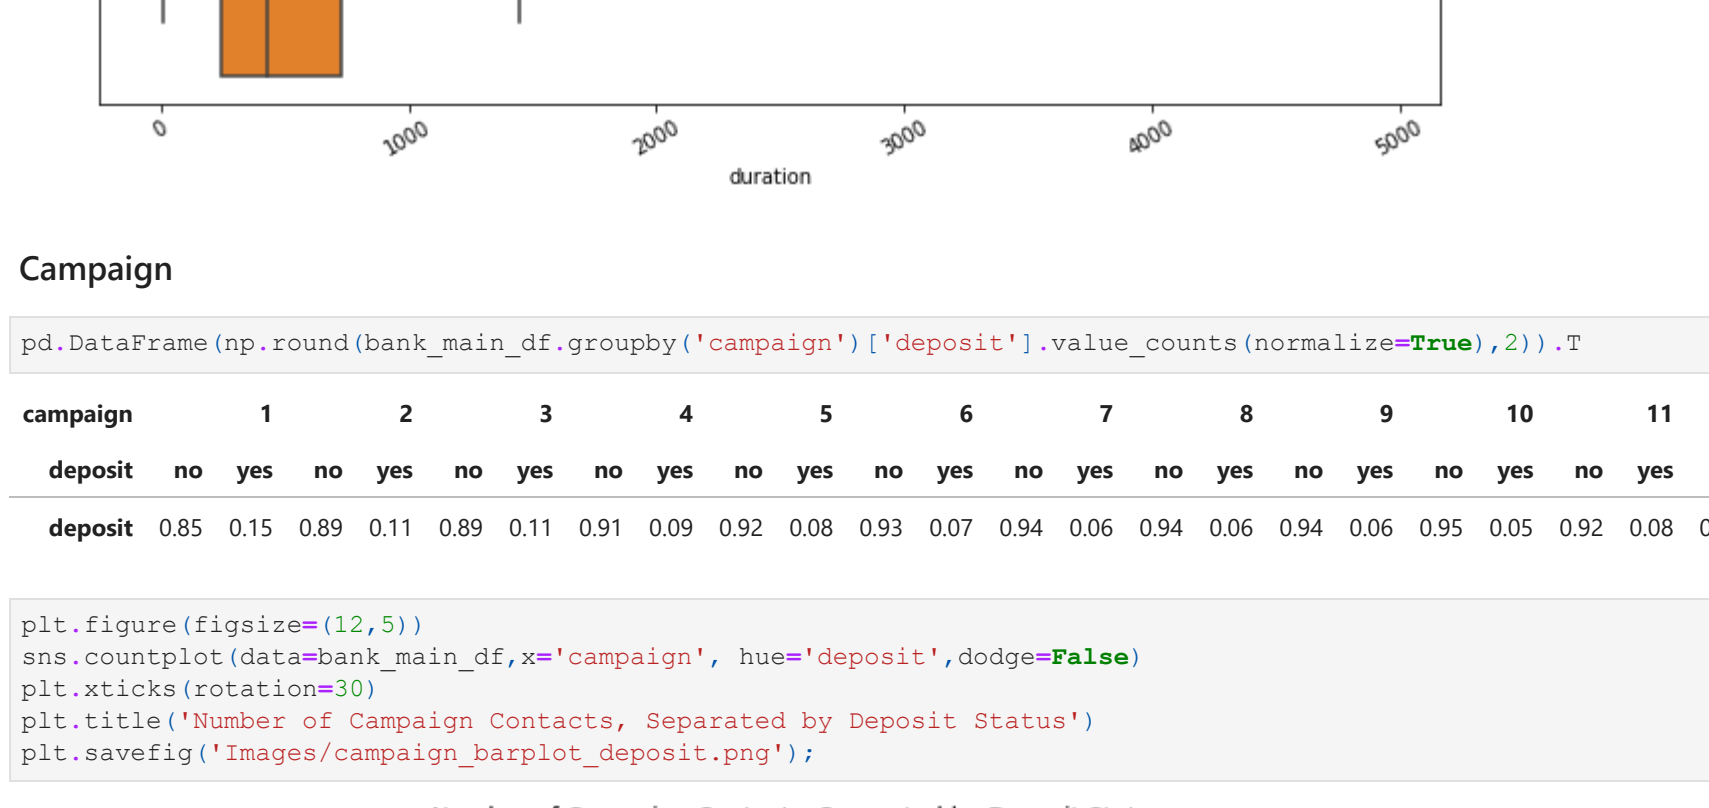 0 1000 2000 3000 4000 5000
duration
Campaign
pd.DataFrame(np.round(bank_main_df.groupby('campaign')['deposit'].value_counts(normalize=True),2)).T
campaign 1 2 3 4 5 6 7 8 9 10 11
deposit no yes no yes no yes no yes no yes no yes no yes no yes no yes no yes no yes
deposit 0.85 0.15 0.89 0.11 0.89 0.11 0.91 0.09 0.92 0.08 0.93 0.07 0.94 0.06 0.94 0.06 0.94 0.06 0.95 0.05 0.92 0.08
plt.figure(figsize=(12,5))
sns.countplot(data=bank_main_df,x='campaign', hue='deposit',dodge=False)
plt.xticks(rotation=30)
plt.title('Number of Campaign Contacts, Separated by Deposit Status')
plt.savefig('Images/campaign_barplot_deposit.png');